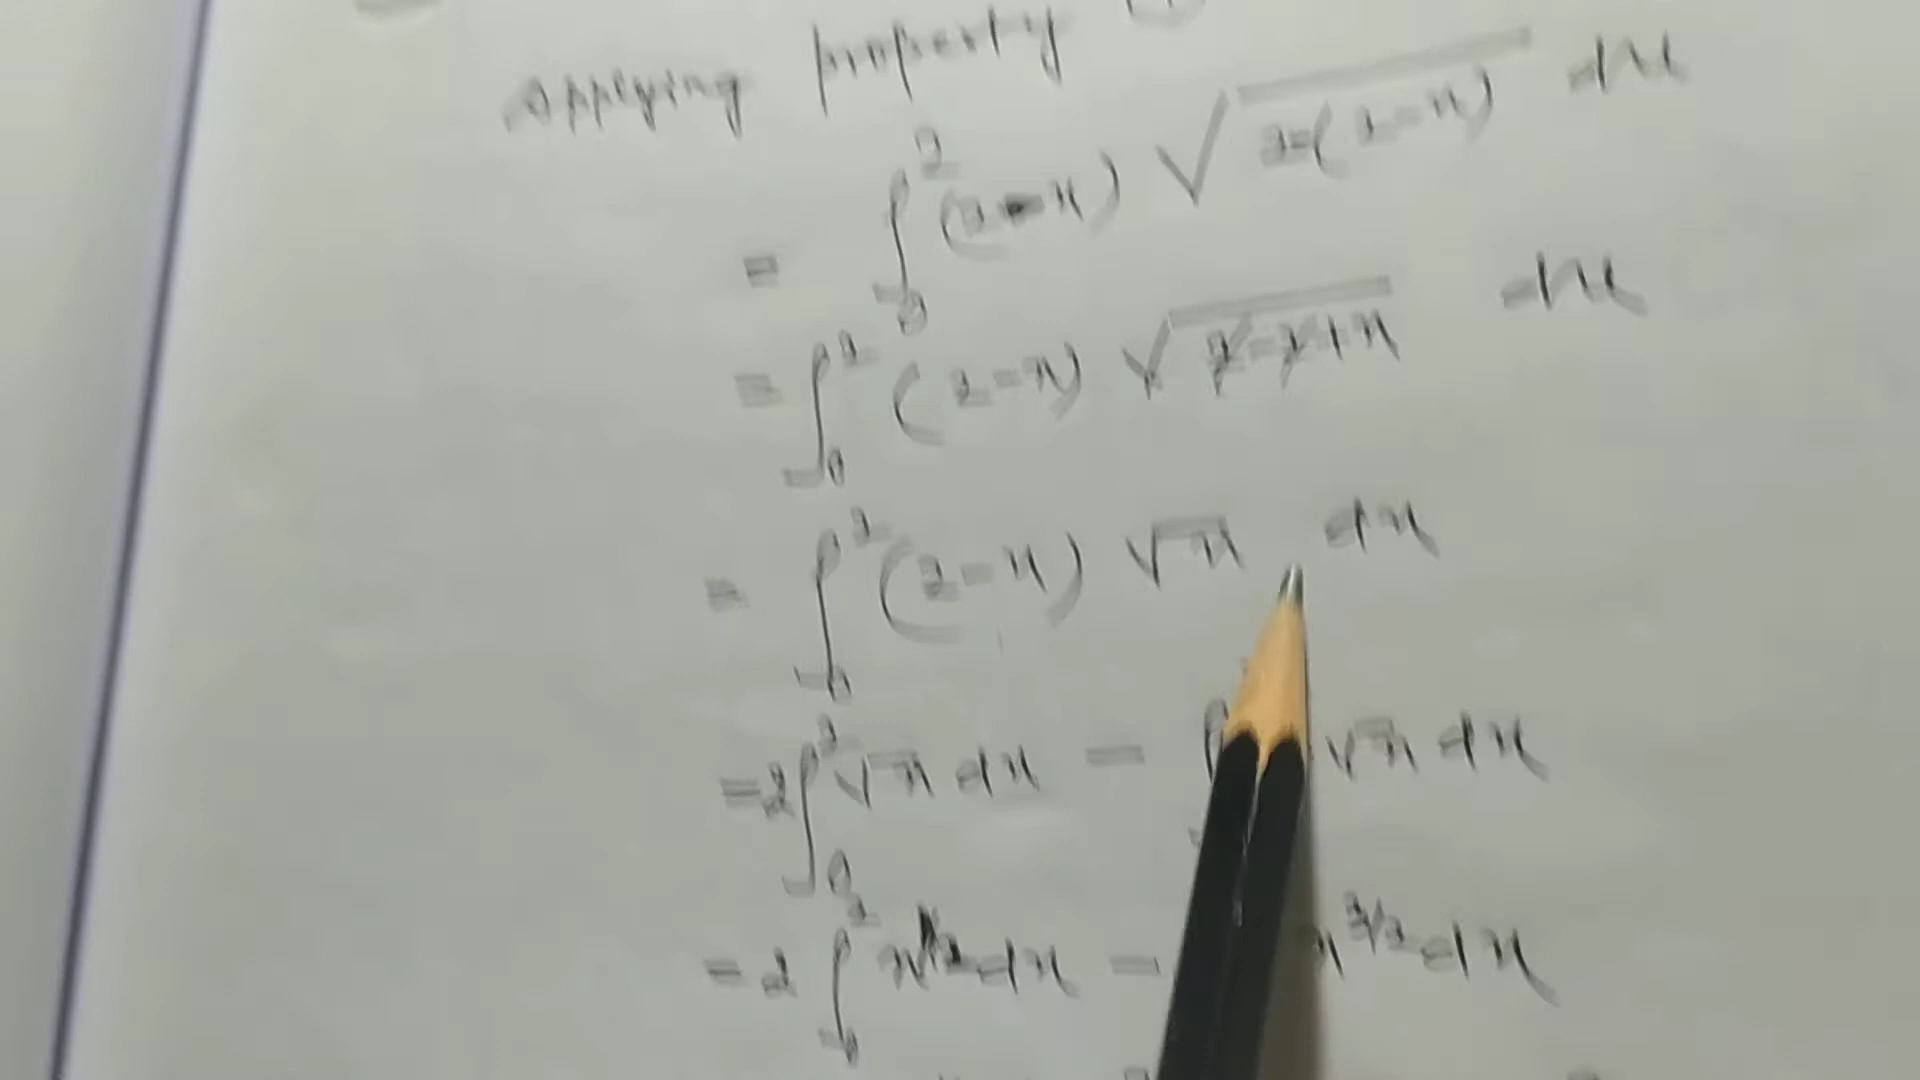 Applying property
= ∫₀² (2-x) √(2-(2-x)) dx
= ∫₀² (2-x) √(2-2+x) dx
= ∫₀² (2-x) √x dx
= 2∫₀² √x dx - √x dx
= 2 ∫₀² x^1/2 dx - x^3/2 dx